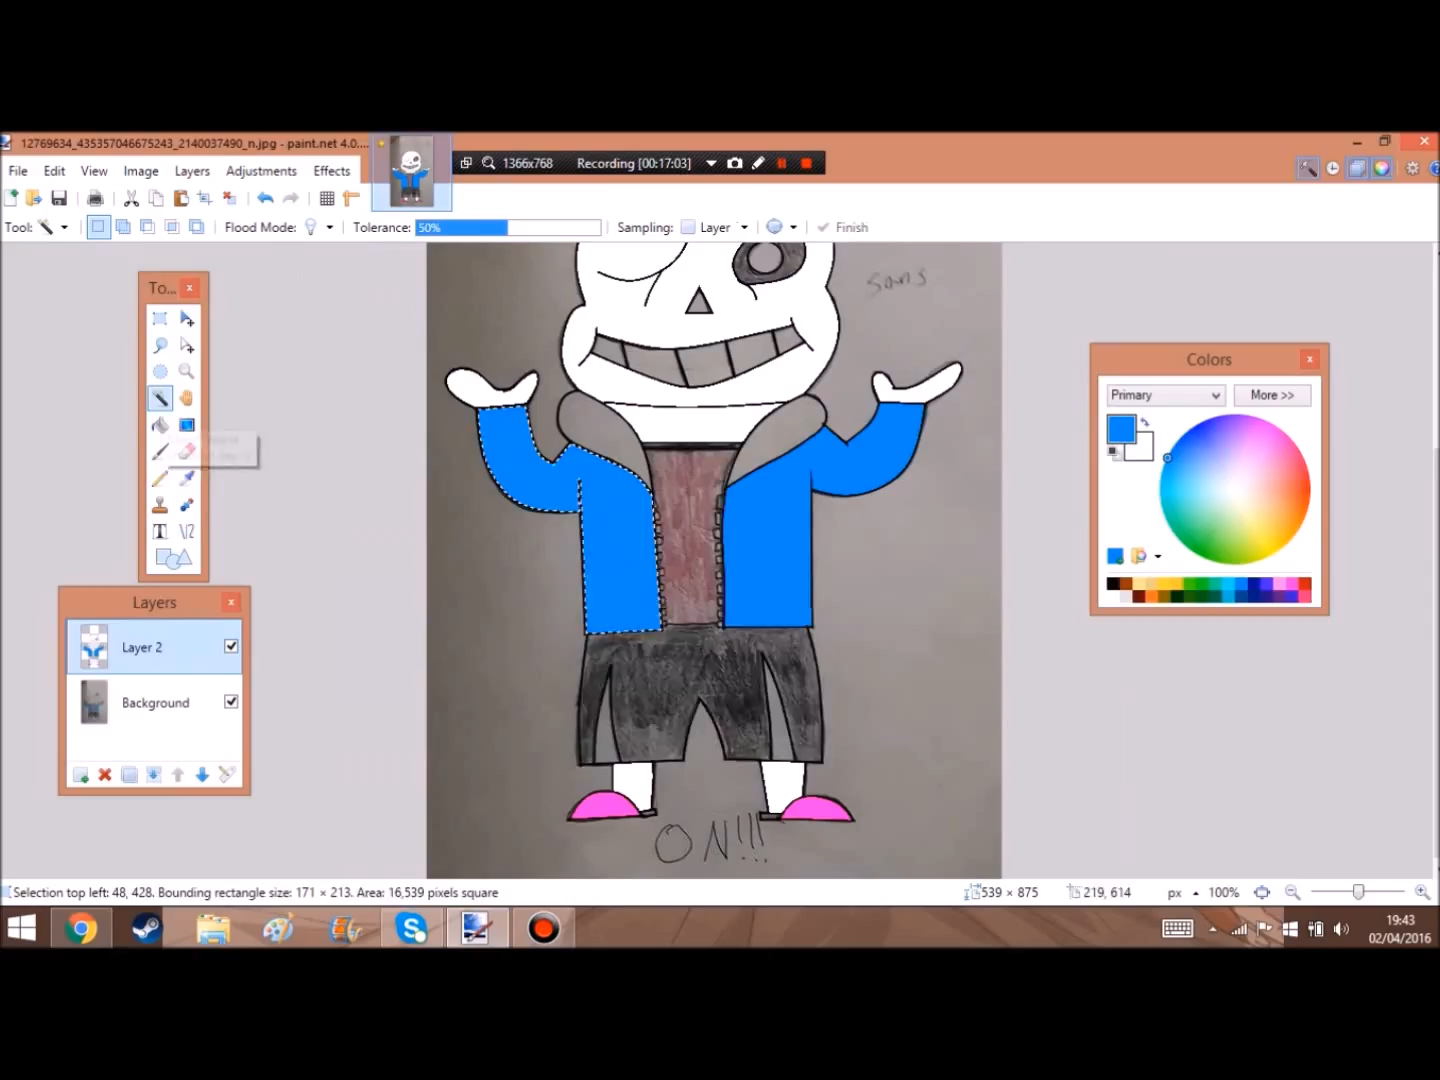 12769634_435357046675243_2140037490_n.jpg - paint.net 4.0....
1366x768 Recording [00:17:03]
File Edit View Image Layers Adjustments Effects
Tool: Flood Mode: Tolerance: 50% Sampling: Layer Finish
To...
sans
Colors
Primary More >>
Layers
Layer 2
Background
ON!!!
Selection top left: 48, 428. Bounding rectangle size: 171 × 213. Area: 16,539 pixels square 539 × 875 219, 614 px 100%
19:43
02/04/2016